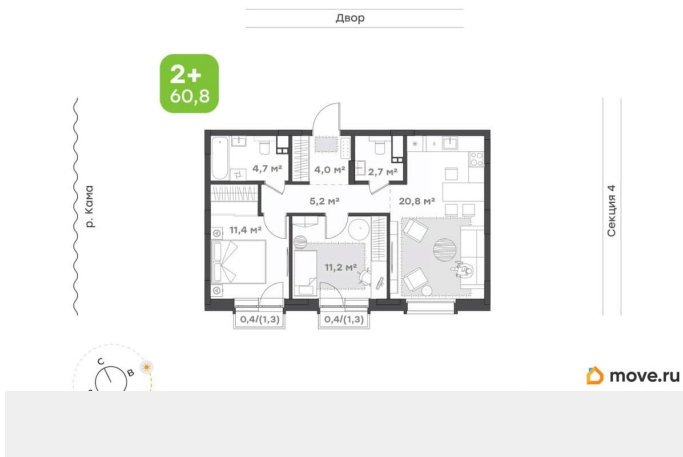 Двор
2+
60,8
4,7 м²
4,0 м²
2,7 м²
5,2 м²
20,8 м²
11,4 м²
11,2 м²
0,4/(1,3)
0,4/(1,3)
р. Кама
Секция 4
С
В
move.ru